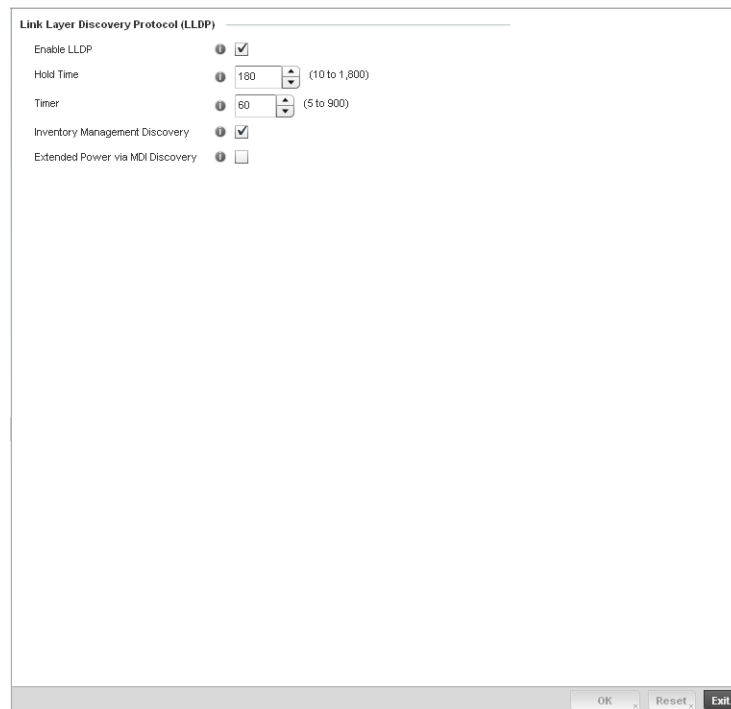 Link Layer Discovery Protocol (LLDP)
Enable LLDP
Hold Time 180 (10 to 1,800)
Timer 60 (5 to 900)
Inventory Management Discovery
Extended Power via MDI Discovery
OK Reset Exit